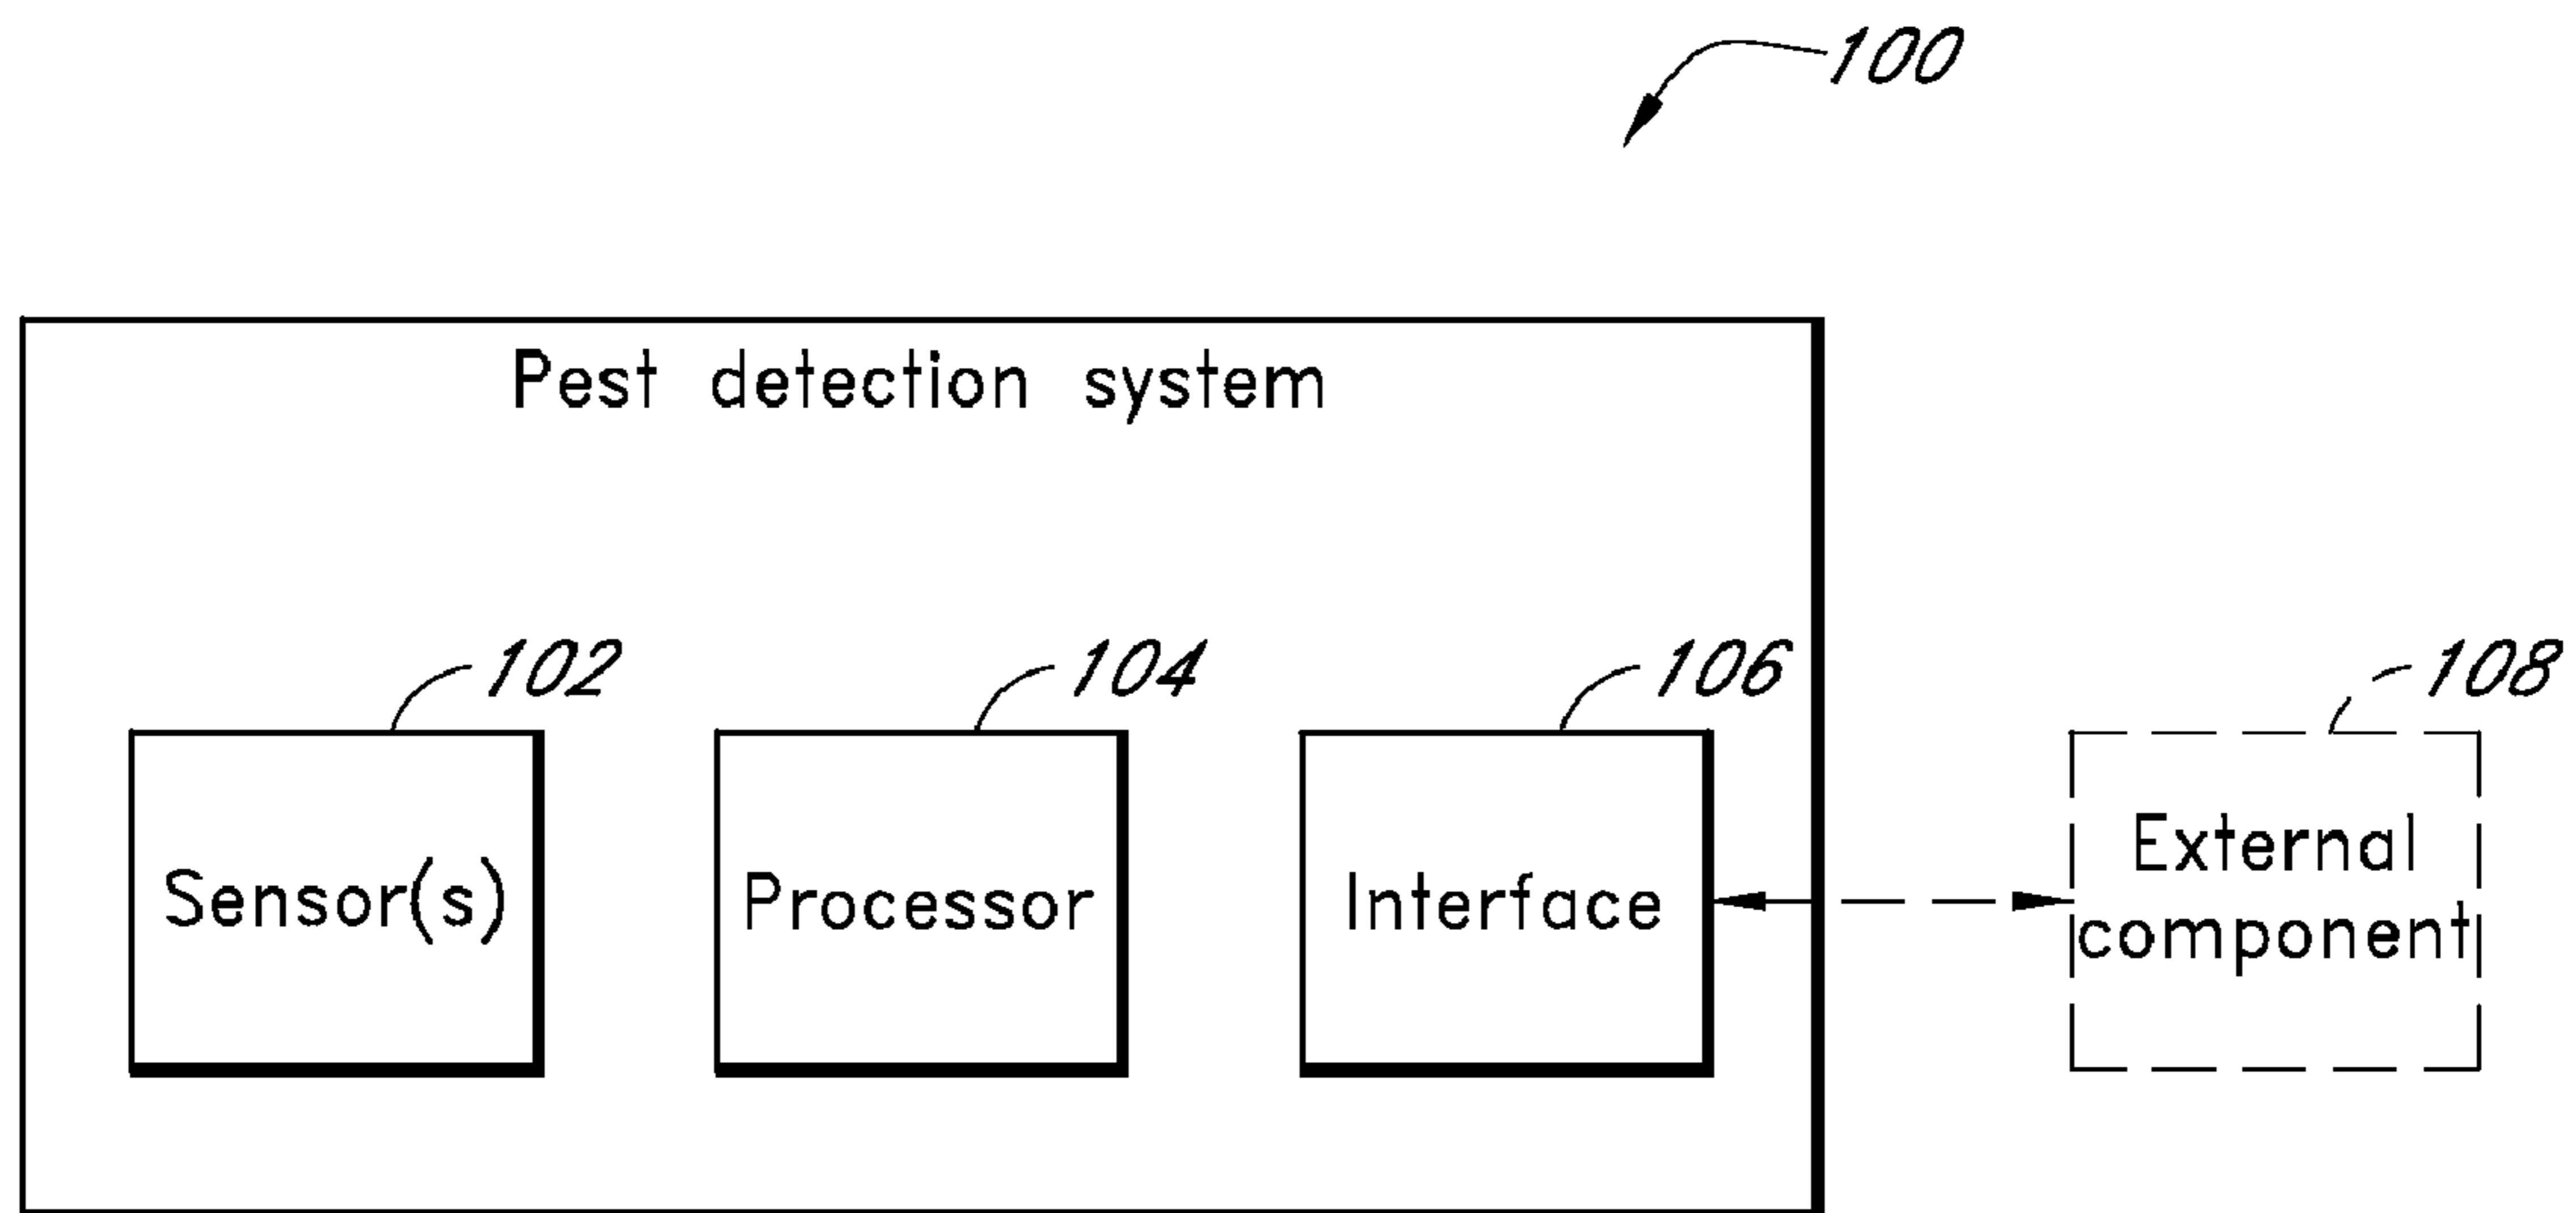 100
Pest detection system
102
104
106
108
Sensor(s)
Processor
Interface
External
component